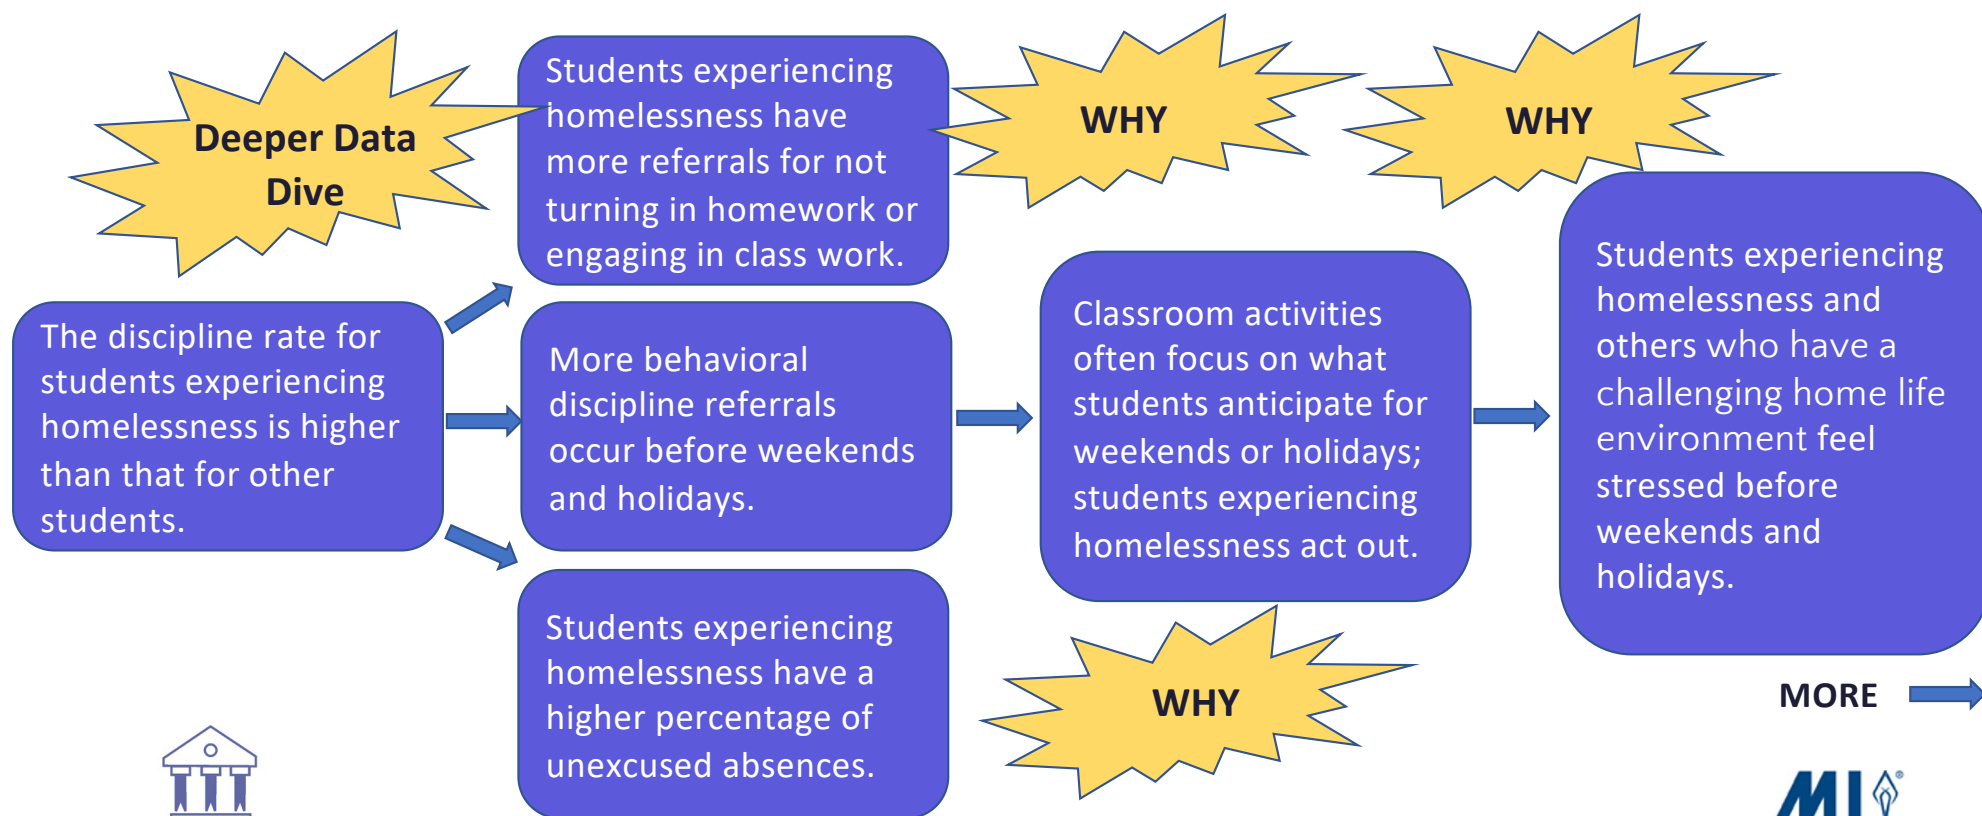 Deeper Data
Dive
The discipline rate for
students experiencing
homelessness is higher
than that for other
students.
Students experiencing
homelessness have
more referrals for not
turning in homework or
engaging in class work.
More behavioral
discipline referrals
occur before weekends
and holidays.
Students experiencing
homelessness have a
higher percentage of
unexcused absences.
WHY
Classroom activities
often focus on what
students anticipate for
weekends or holidays;
students experiencing
homelessness act out.
WHY
WHY
Students experiencing
homelessness and
others who have a
challenging home life
environment feel
stressed before
weekends and
holidays.
MORE
MI®